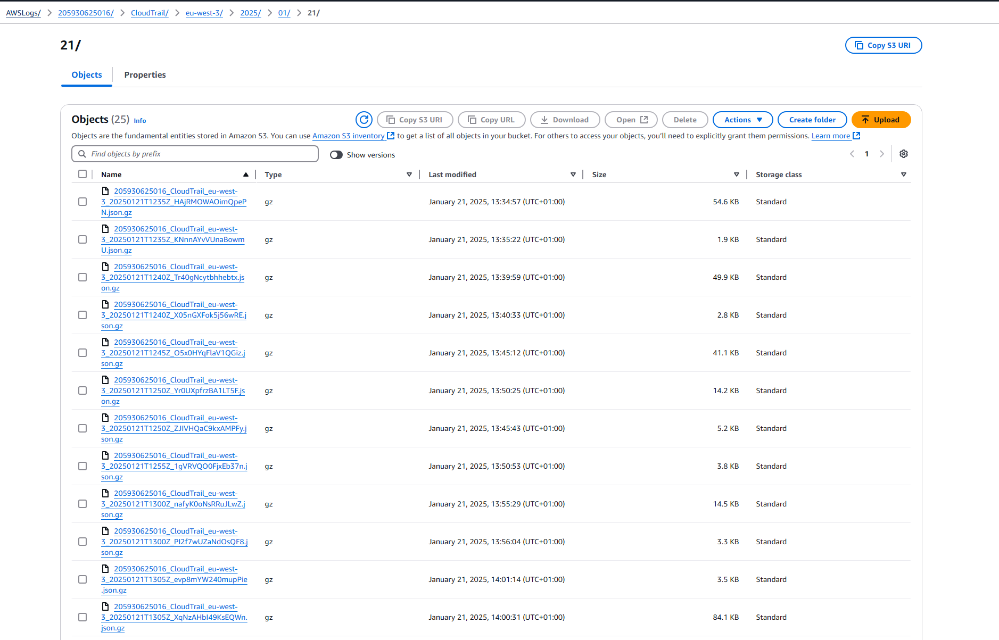 AWSLogs/ > 205930625016/ > CloudTrail/ > eu-west-3/ > 2025/ > 01/ > 21/
21/
Copy S3 URI
Objects Properties
Objects (25) Info
Copy S3 URI Copy URL Download Open Delete Actions Create folder Upload
Objects are the fundamental entities stored in Amazon S3. You can use Amazon S3 inventory to get a list of all objects in your bucket. For others to access your objects, you'll need to explicitly grant them permissions. Learn more
Find objects by prefix Show versions 1
Name Type Last modified Size Storage class
205930625016_CloudTrail_eu-west-
3_20250121T1235Z_HAjRMOWAOimQpeP gz January 21, 2025, 13:34:57 (UTC+01:00) 54.6 KB Standard
N.json.gz
205930625016_CloudTrail_eu-west-
3_20250121T1235Z_KNnnAYvVUnaBowm gz January 21, 2025, 13:35:22 (UTC+01:00) 1.9 KB Standard
U.json.gz
205930625016_CloudTrail_eu-west-
3_20250121T1240Z_Tr40gNcytbhhebtx.js gz January 21, 2025, 13:39:59 (UTC+01:00) 49.9 KB Standard
on.gz
205930625016_CloudTrail_eu-west-
3_20250121T1240Z_X05nGXFok5j56wRE.j gz January 21, 2025, 13:40:33 (UTC+01:00) 2.8 KB Standard
son.gz
205930625016_CloudTrail_eu-west-
3_20250121T1245Z_O5x0HYqFlaV1QGiz.j gz January 21, 2025, 13:45:12 (UTC+01:00) 41.1 KB Standard
son.gz
205930625016_CloudTrail_eu-west-
3_20250121T1250Z_Yr0UXpfrzBA1LT5F.js gz January 21, 2025, 13:50:25 (UTC+01:00) 14.2 KB Standard
on.gz
205930625016_CloudTrail_eu-west-
3_20250121T1250Z_ZJIVHQaC9kxAMPFy.j gz January 21, 2025, 13:45:43 (UTC+01:00) 5.2 KB Standard
son.gz
205930625016_CloudTrail_eu-west-
3_20250121T1255Z_1gVRVQO0FjxEb37n.j gz January 21, 2025, 13:50:53 (UTC+01:00) 3.8 KB Standard
son.gz
205930625016_CloudTrail_eu-west-
3_20250121T1300Z_nafyK0oNsRRuJLwZ.j gz January 21, 2025, 13:55:29 (UTC+01:00) 14.5 KB Standard
son.gz
205930625016_CloudTrail_eu-west-
3_20250121T1300Z_PI2f7wUZaNdOsQF8.j gz January 21, 2025, 13:56:04 (UTC+01:00) 3.3 KB Standard
son.gz
205930625016_CloudTrail_eu-west-
3_20250121T1305Z_evp8mYW240mupPie gz January 21, 2025, 14:01:14 (UTC+01:00) 3.5 KB Standard
.json.gz
205930625016_CloudTrail_eu-west-
3_20250121T1305Z_XqNzAHbI49KsEQWn. gz January 21, 2025, 14:00:31 (UTC+01:00) 84.1 KB Standard
json.gz